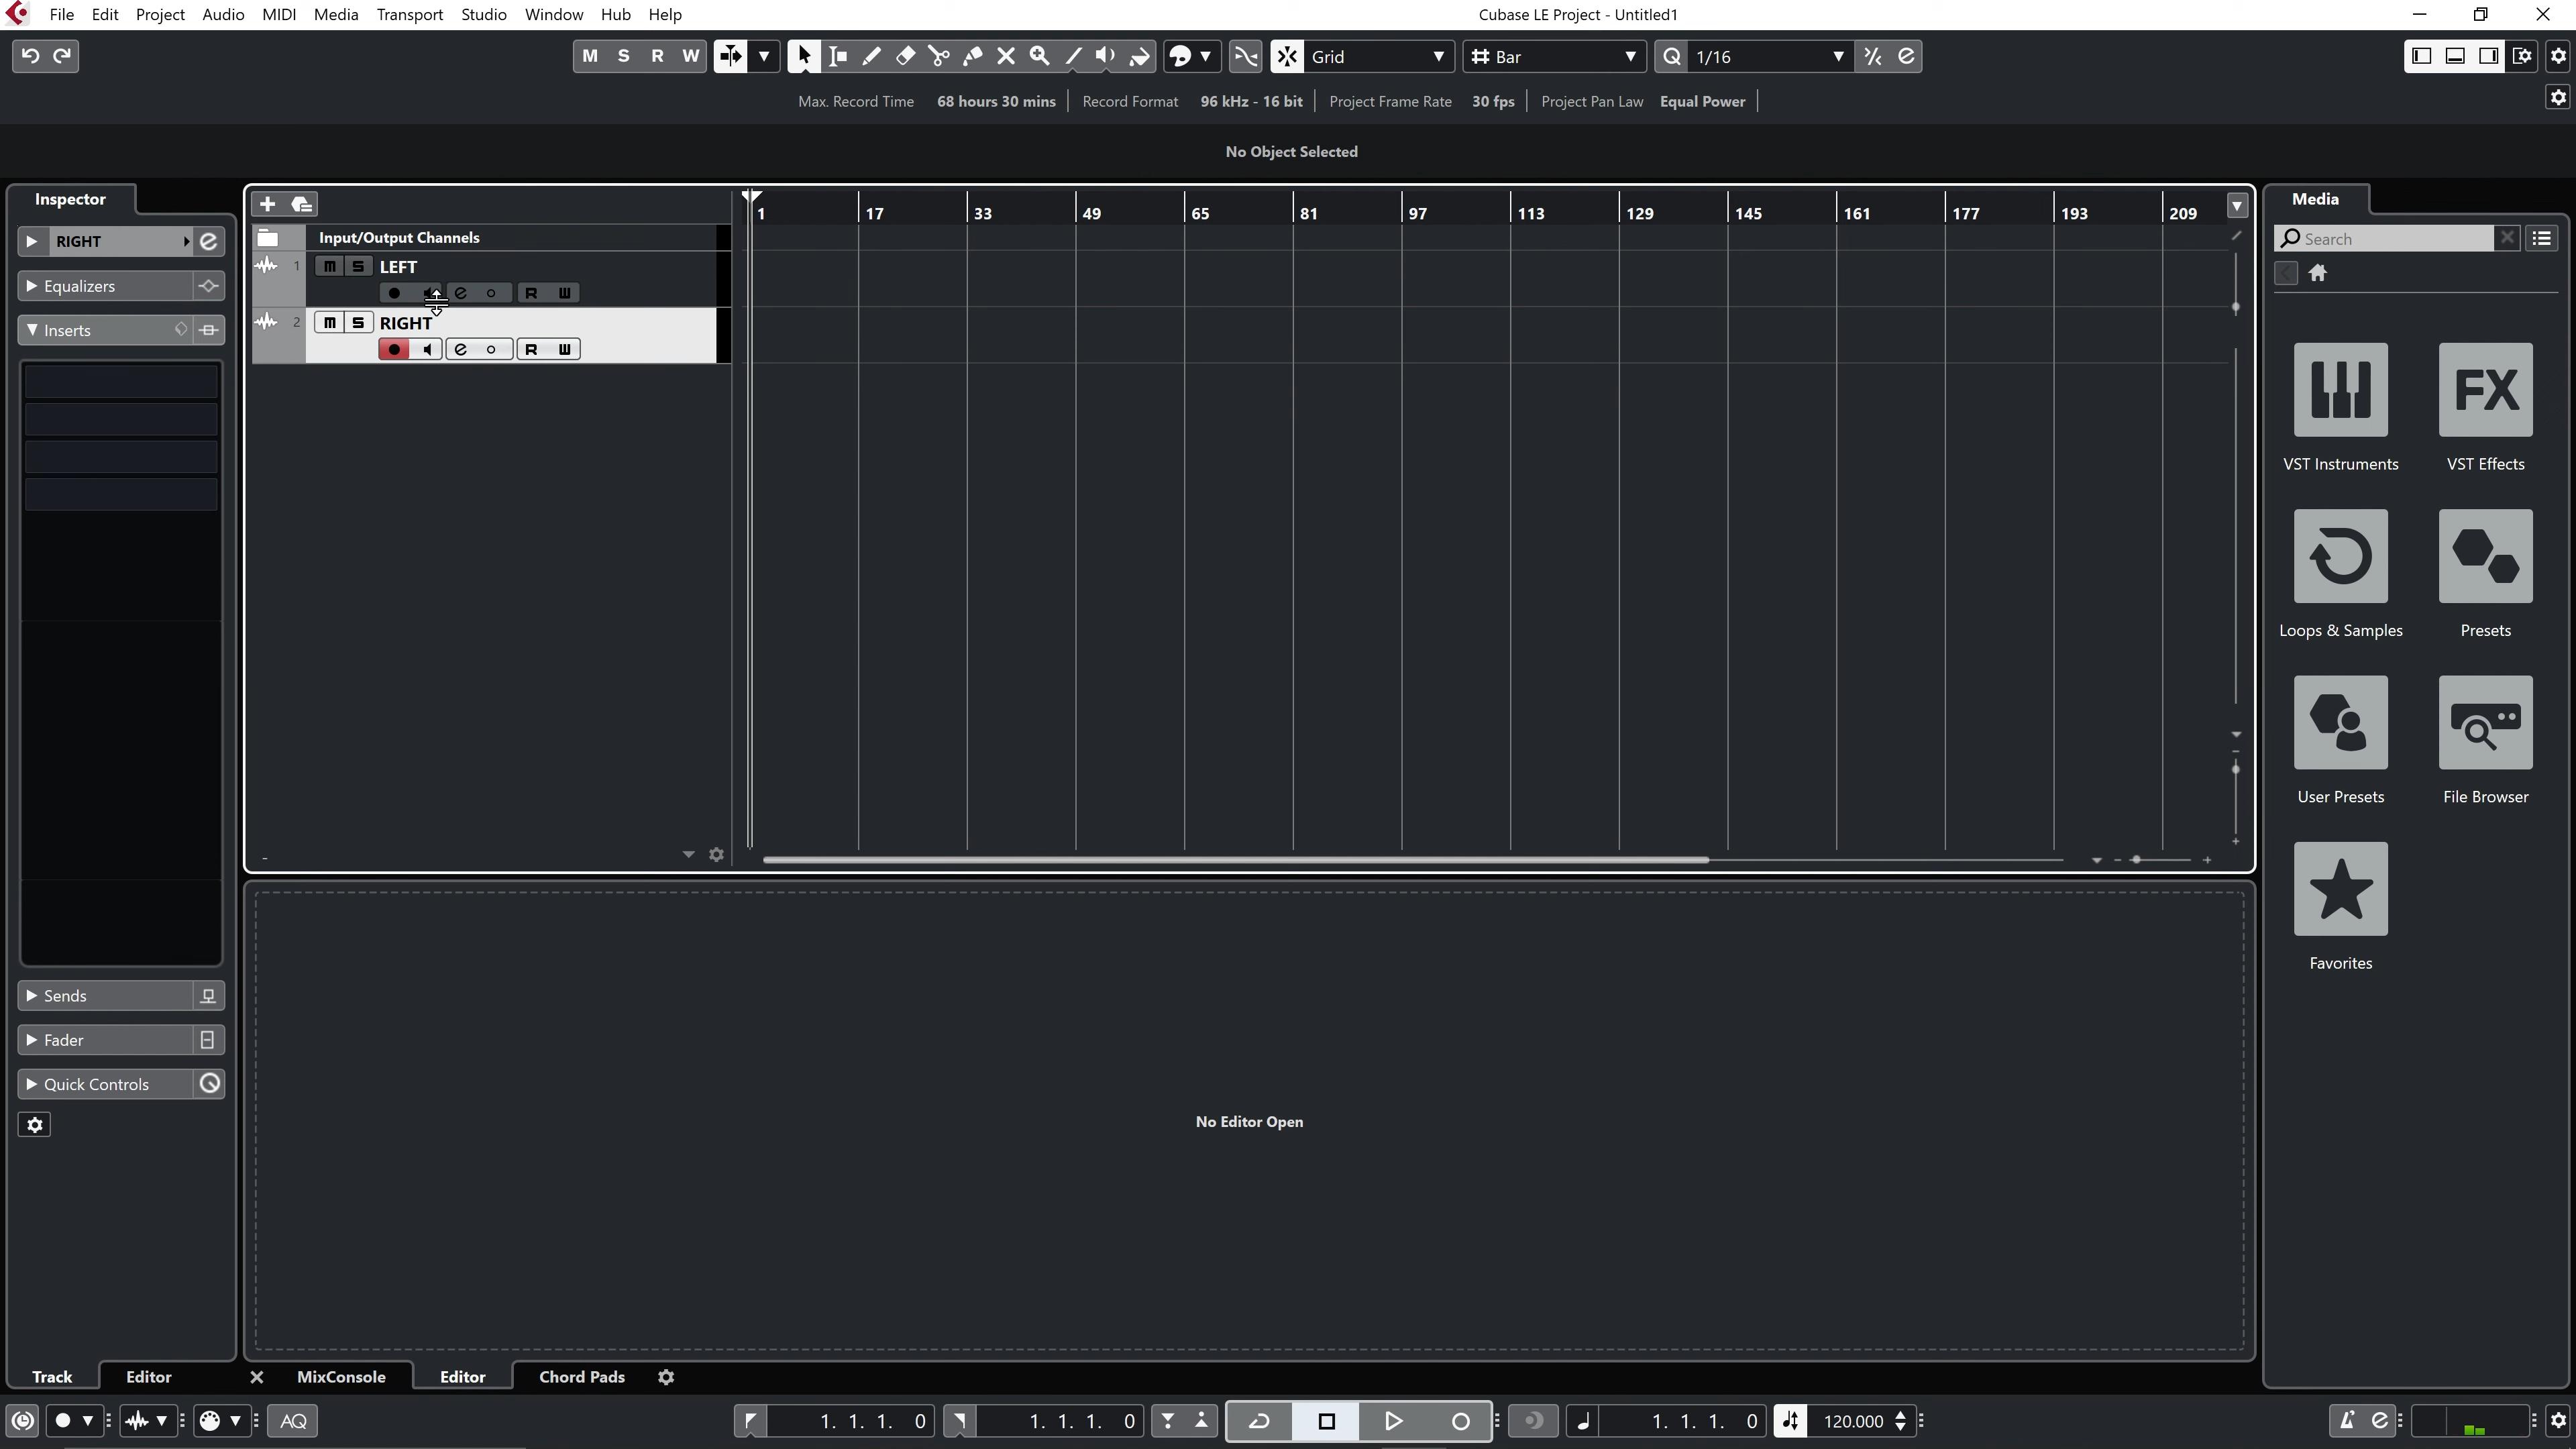 File Edit Project Audio MIDI Media Transport Studio Window Hub Help
Cubase LE Project - Untitled1
M S R W
Grid
Bar
Q 1/16
Max. Record Time 68 hours 30 mins Record Format 96 kHz - 16 bit Project Frame Rate 30 fps Project Pan Law Equal Power
No Object Selected
Inspector
RIGHT
Equalizers
Inserts
Sends
Fader
Quick Controls
Track Editor
1 17 33 49 65 81 97 113 129 145 161 177 193 209
Input/Output Channels
1 m S LEFT
e R W
2 m S RIGHT
e R W
No Editor Open
MixConsole Editor Chord Pads
Media
Search
VST Instruments
FX
VST Effects
Loops & Samples
Presets
User Presets
File Browser
Favorites
AQ
1. 1. 1. 0
1. 1. 1. 0
1. 1. 1. 0
120.000